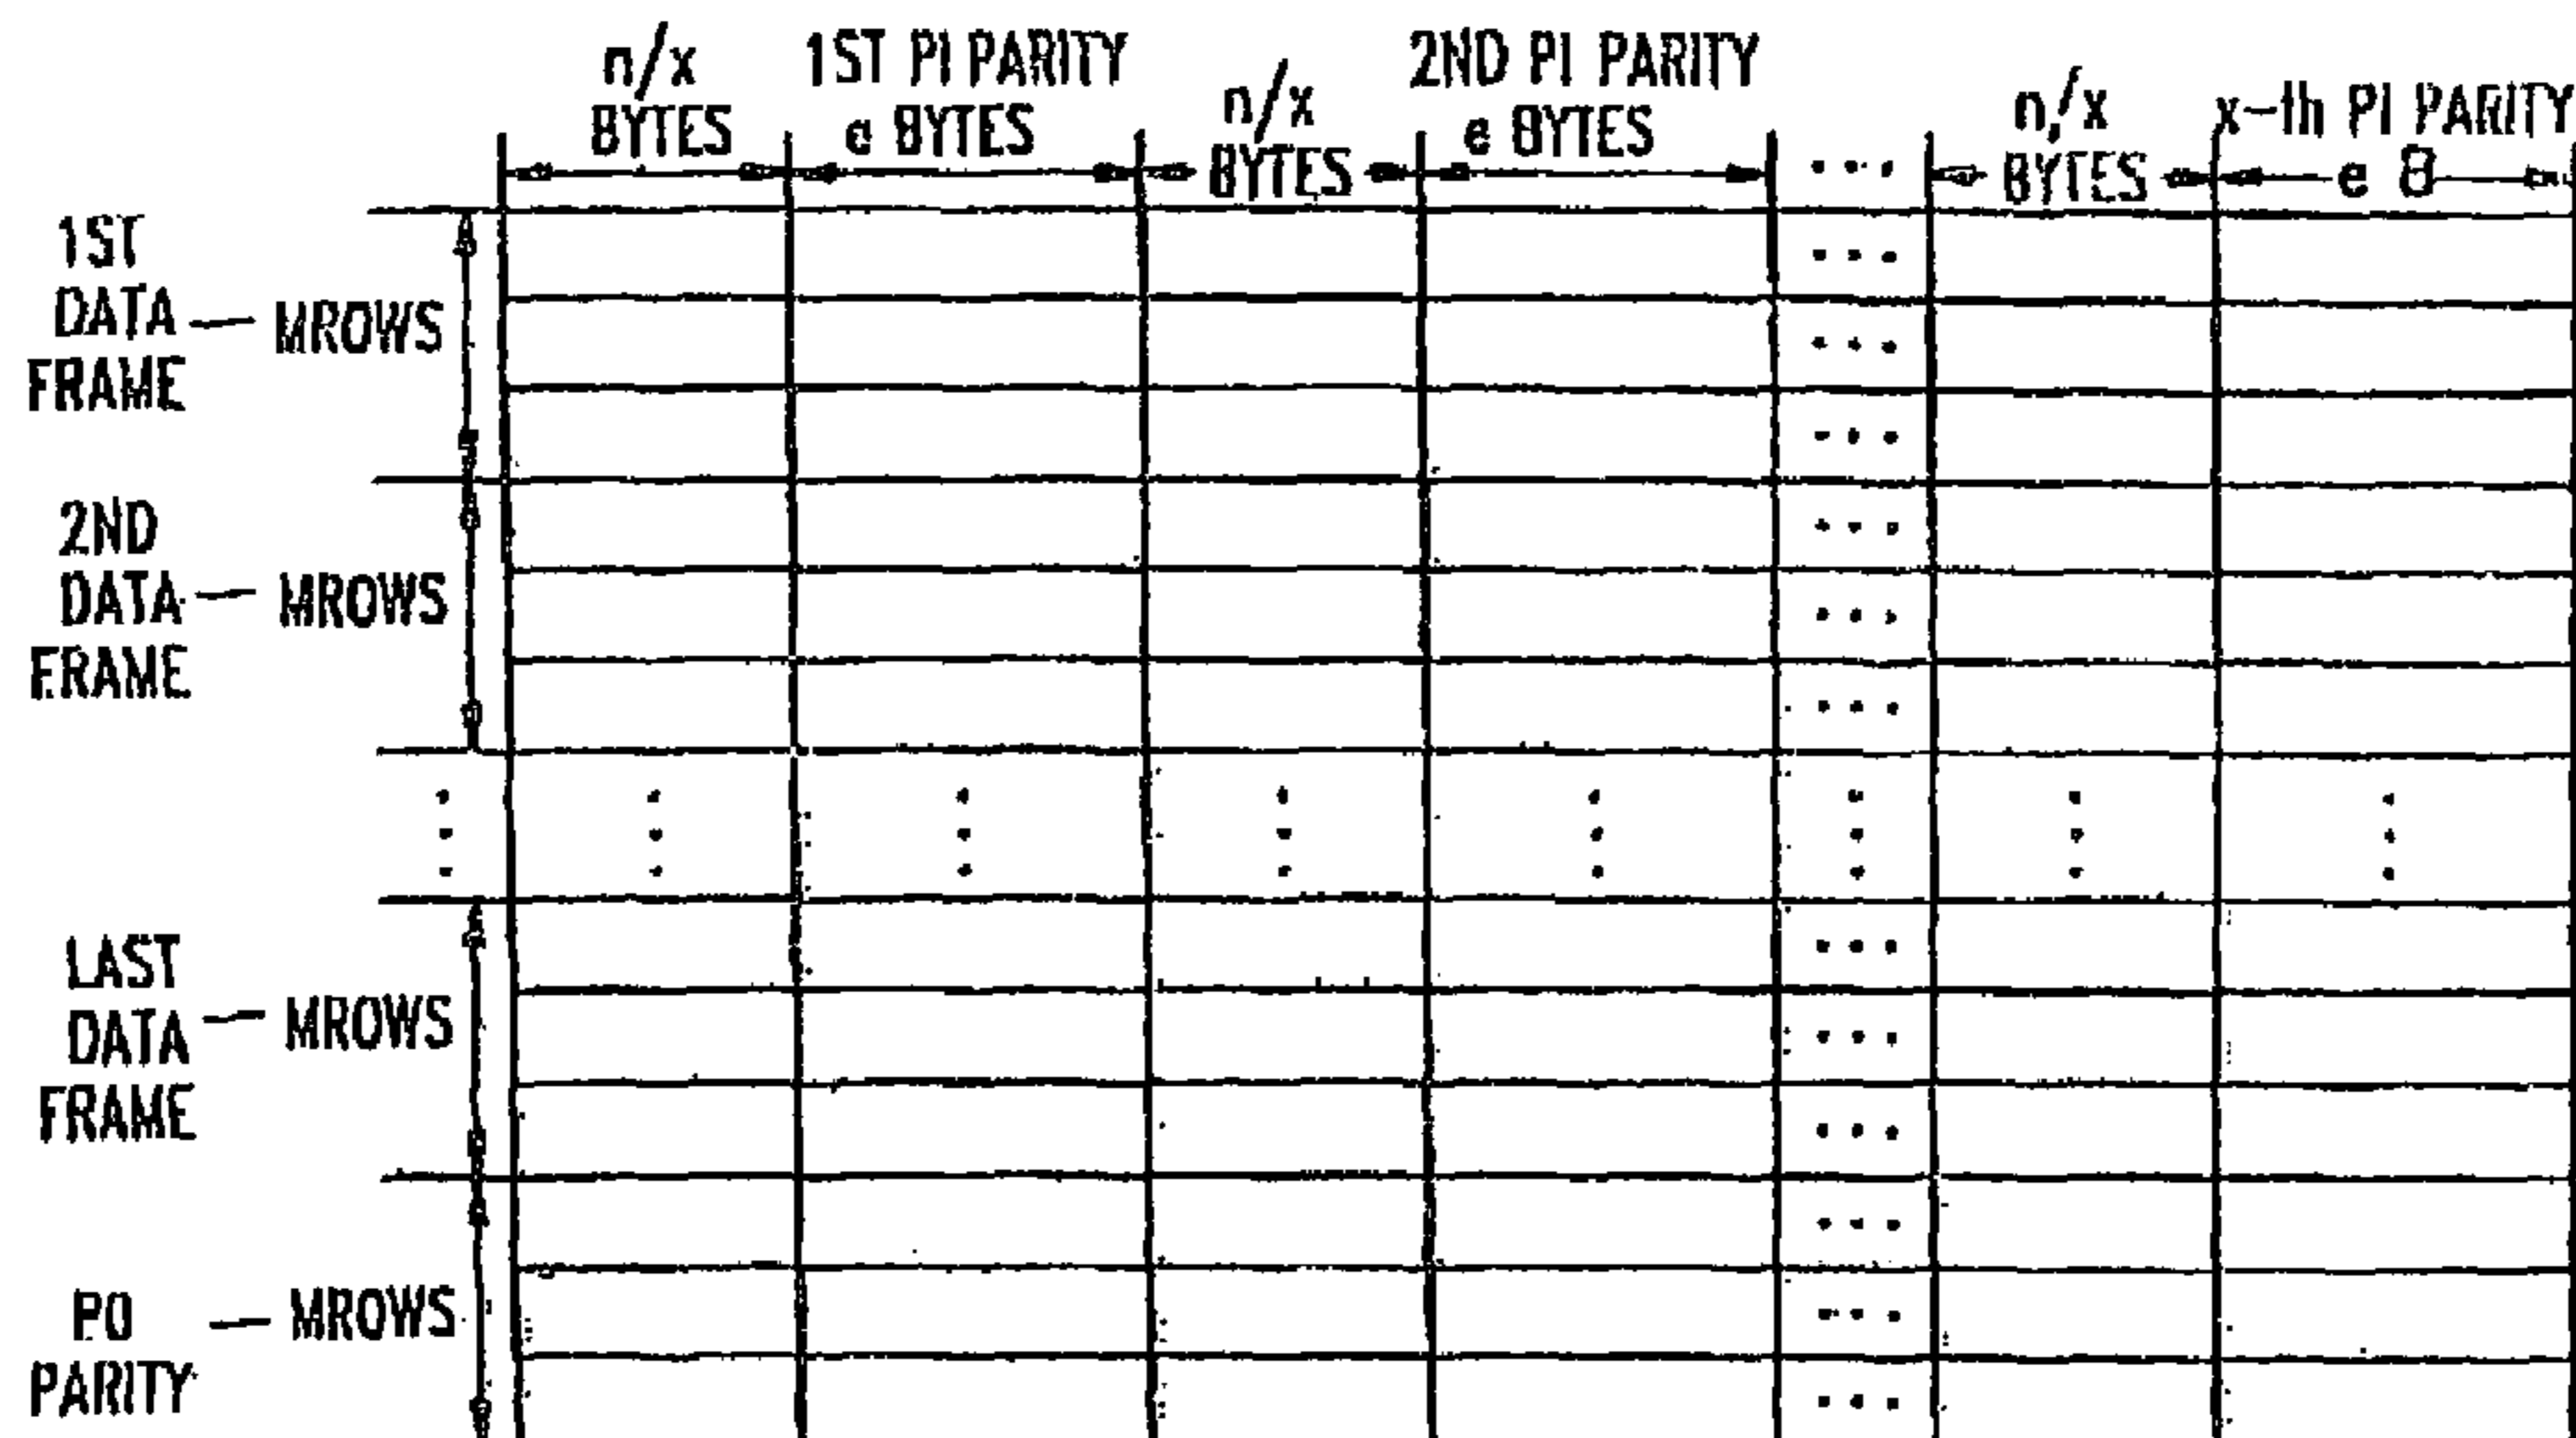 n/x
BYTES
1ST PI PARITY
e BYTES
n/x
BYTES
2ND PI PARITY
e BYTES
...
n/x
BYTES
x-th PI PARITY
e B
1ST
DATA
FRAME
— MROWS
2ND
DATA
FRAME
— MROWS
LAST
DATA
FRAME
— MROWS
PO
PARITY
— MROWS